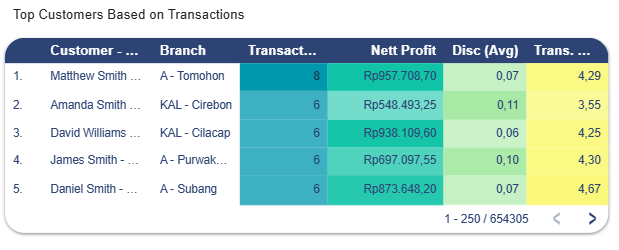 Top Customers Based on Transactions
Customer - ... Branch Transact... Nett Profit Disc (Avg) Trans. ...
1. Matthew Smith ... A - Tomohon 8 Rp957.708,70 0,07 4,29
2. Amanda Smith ... KAL - Cirebon 6 Rp548.493,25 0,11 3,55
3. David Williams ... KAL - Cilacap 6 Rp938.109,60 0,06 4,25
4. James Smith - ... A - Purwak... 6 Rp697.097,55 0,10 4,30
5. Daniel Smith - ... A - Subang 6 Rp873.648,20 0,07 4,67
1 - 250 / 654305 < >